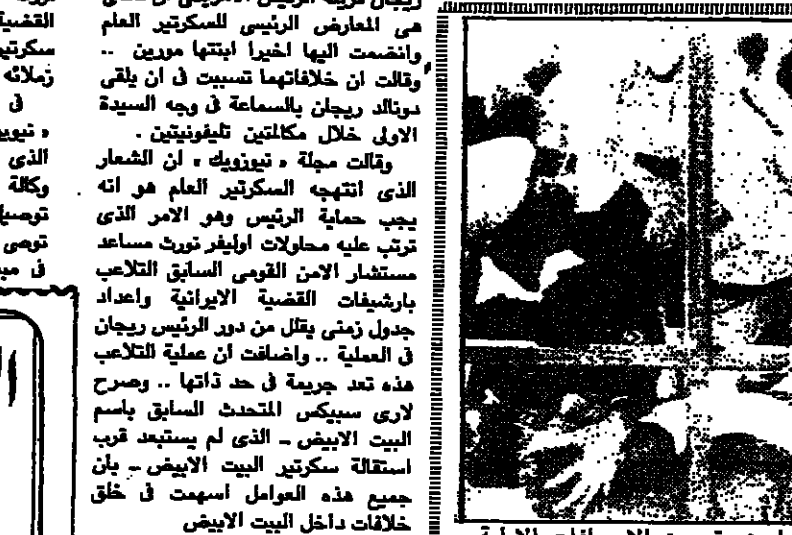 هى المعارض الرئيسى للسكرتير العام
وانضمت اليها اخيرا ابنتها مورين ..
وقالت ان خلافاتهما تسببت فى ان يلقى
دونالد ريجان بالسماعة فى وجه السيدة
الاولى خلال مكالمتين تليفونيتين .
وقالت مجلة « نيوزويك » ان الشعار
الذى انتهجه السكرتير العام هو انه
يجب حماية الرئيس وهو الامر الذى
ترتب عليه محاولات اوليفر نورث مساعد
مستشار الامن القومى السابق التلاعب
بارشيفات القضية الايرانية واعداد
جدول زمنى يقلل من دور الرئيس ريجان
فى العملية .. واضافت ان عملية التلاعب
هذه تعد جريمة فى حد ذاتها .. وصرح
لارى سبيكس المتحدث السابق باسم
البيت الابيض ـ الذى لم يستبعد قرب
استقالة سكرتير البيت الابيض ـ بان
جميع هذه العوامل اسهمت فى خلق
خلافات داخل البيت الابيض
القضية
سكرتير
زملائه
فى
« نيويو
الذى
وكالة
توصيل
توصى